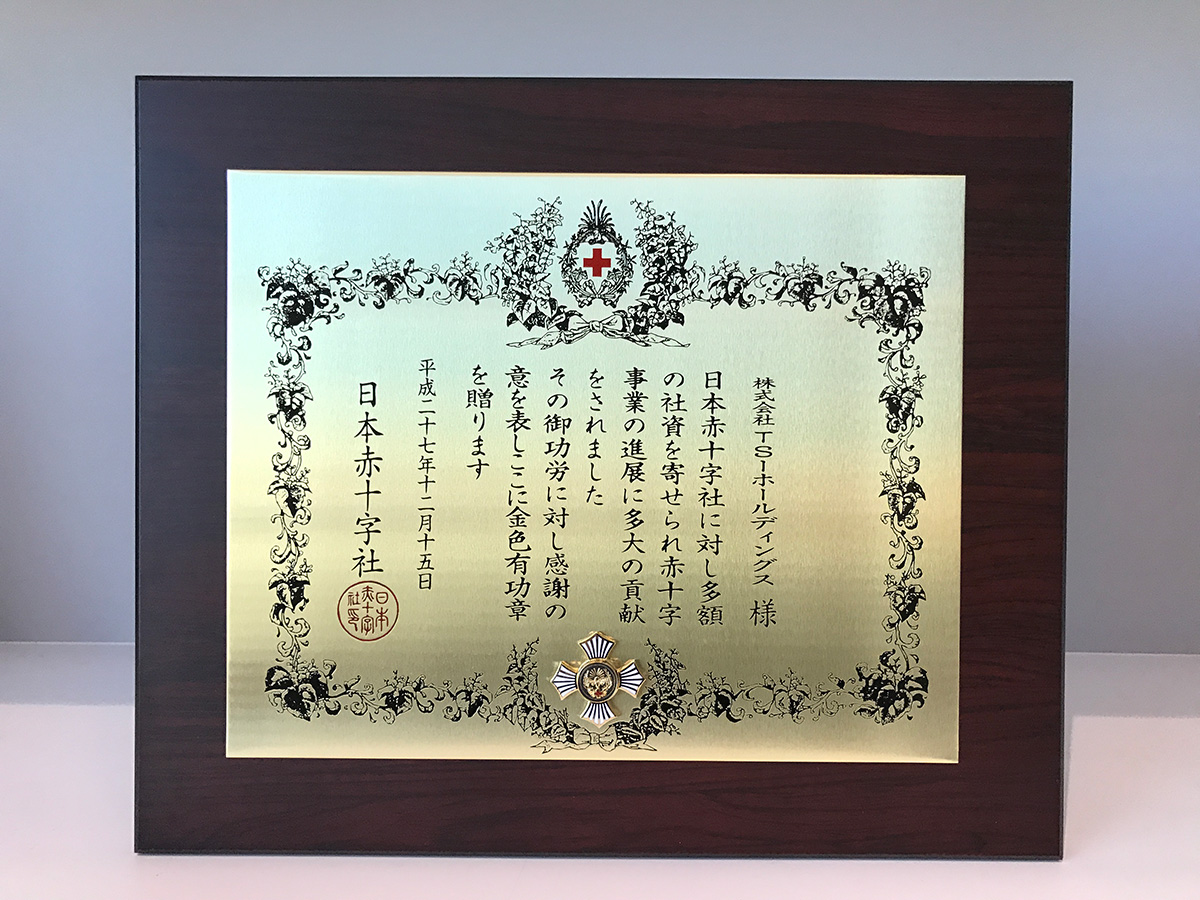 株式会社TSIホールディングス 様
日本赤十字社に対し多額
の社資を寄せられ赤十字
事業の進展に多大の貢献
をされました
その御功労に対し感謝の
意を表しここに金色有功章
を贈ります
平成二十七年十二月十五日
日本赤十字社
日本
赤十字
社印